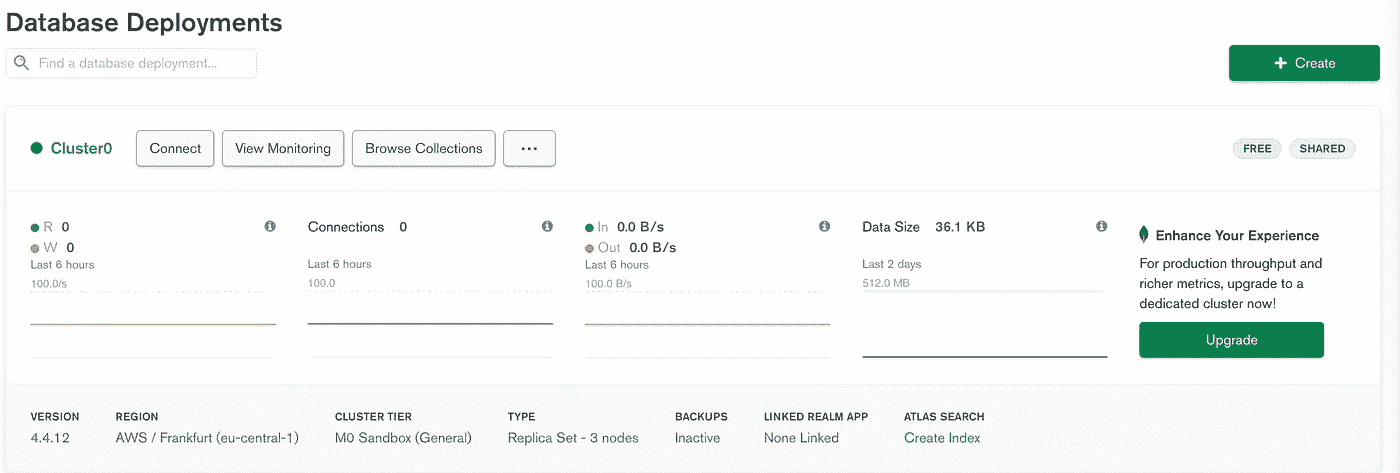 Database Deployments
Find a database deployment...
+ Create
Cluster0
Connect
View Monitoring
Browse Collections
...
FREE
SHARED
R 0
W 0
Last 6 hours
100.0/s
Connections 0
Last 6 hours
100.0
In 0.0 B/s
Out 0.0 B/s
Last 6 hours
100.0 B/s
Data Size 36.1 KB
Last 2 days
512.0 MB
Enhance Your Experience
For production throughput and
richer metrics, upgrade to a
dedicated cluster now!
Upgrade
VERSION
4.4.12
REGION
AWS / Frankfurt (eu-central-1)
CLUSTER TIER
M0 Sandbox (General)
TYPE
Replica Set - 3 nodes
BACKUPS
Inactive
LINKED REALM APP
None Linked
ATLAS SEARCH
Create Index